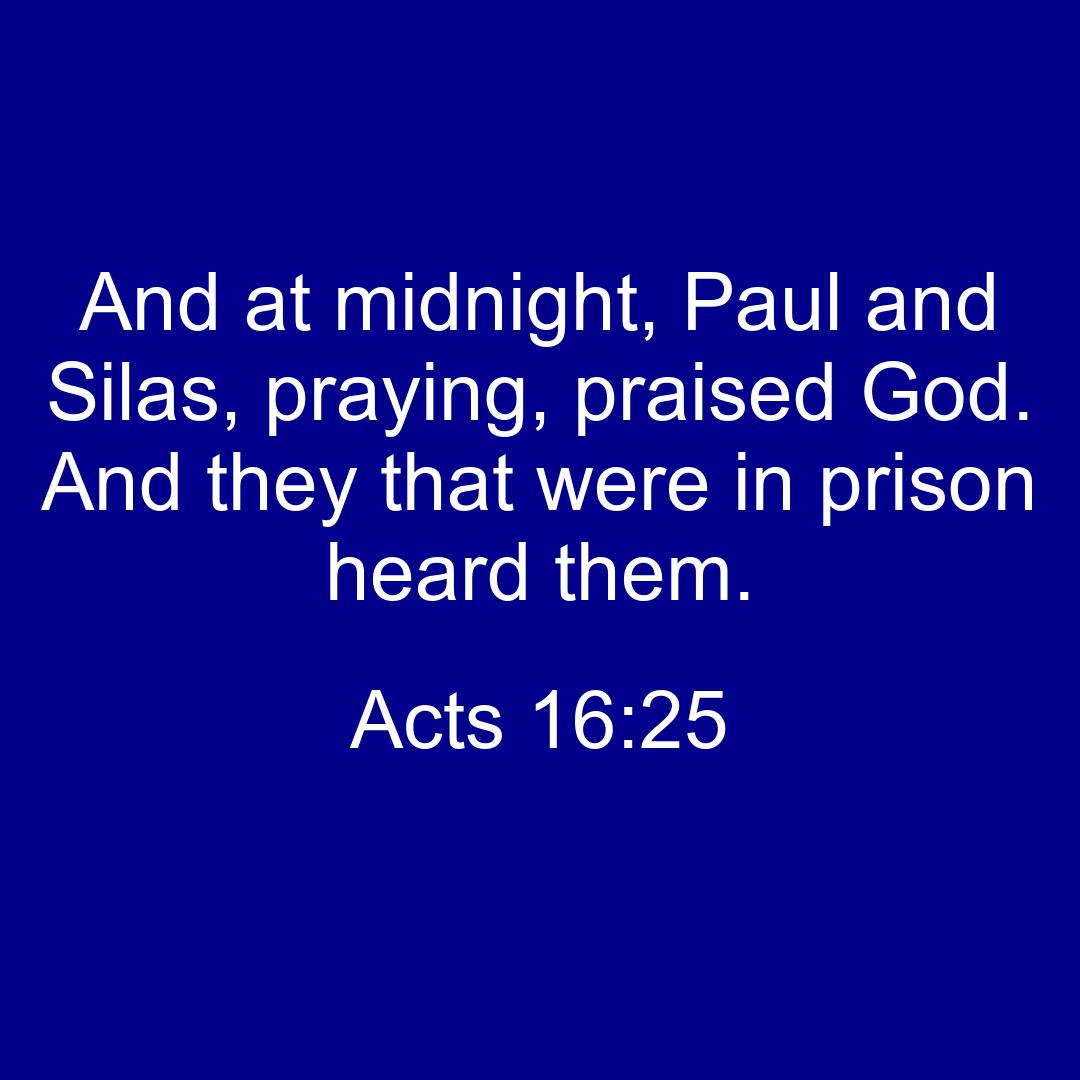 And at midnight, Paul and
Silas, praying, praised God.
And they that were in prison
heard them.
Acts 16:25